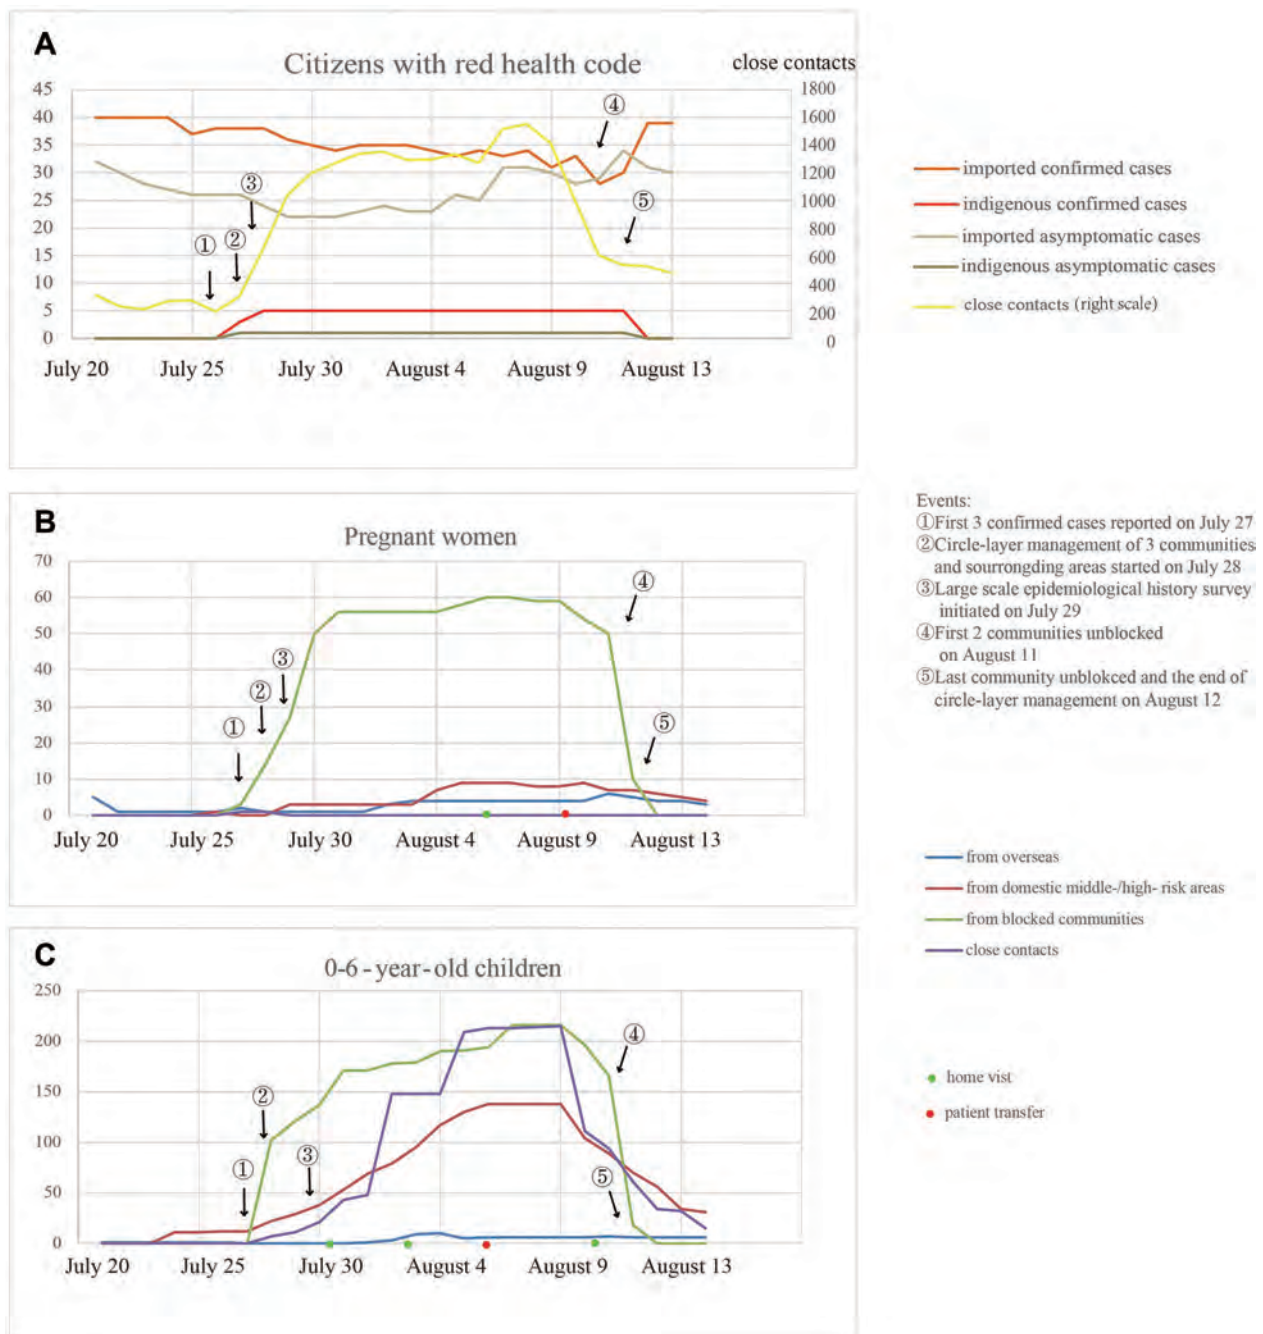 A
Citizens with red health code
close contacts
45
40
35
30
25
20
15
10
5
0
1800
1600
1400
1200
1000
800
600
400
200
0
①
②
③
④
⑤
July 20
July 25
July 30
August 4
August 9
August 13
imported confirmed cases
indigenous confirmed cases
imported asymptomatic cases
indigenous asymptomatic cases
close contacts (right scale)
B
Pregnant women
70
60
50
40
30
20
10
0
①
②
③
④
⑤
July 20
July 25
July 30
August 4
August 9
August 13
Events:
①First 3 confirmed cases reported on July 27
②Circle-layer management of 3 communities
and sourrongding areas started on July 28
③Large scale epidemiological history survey
initiated on July 29
④First 2 communities unblocked
on August 11
⑤Last community unblokced and the end of
circle-layer management on August 12
from overseas
from domestic middle-/high- risk areas
from blocked communities
close contacts
C
0-6-year-old children
250
200
150
100
50
0
①
②
③
④
⑤
July 20
July 25
July 30
August 4
August 9
August 13
home vist
patient transfer